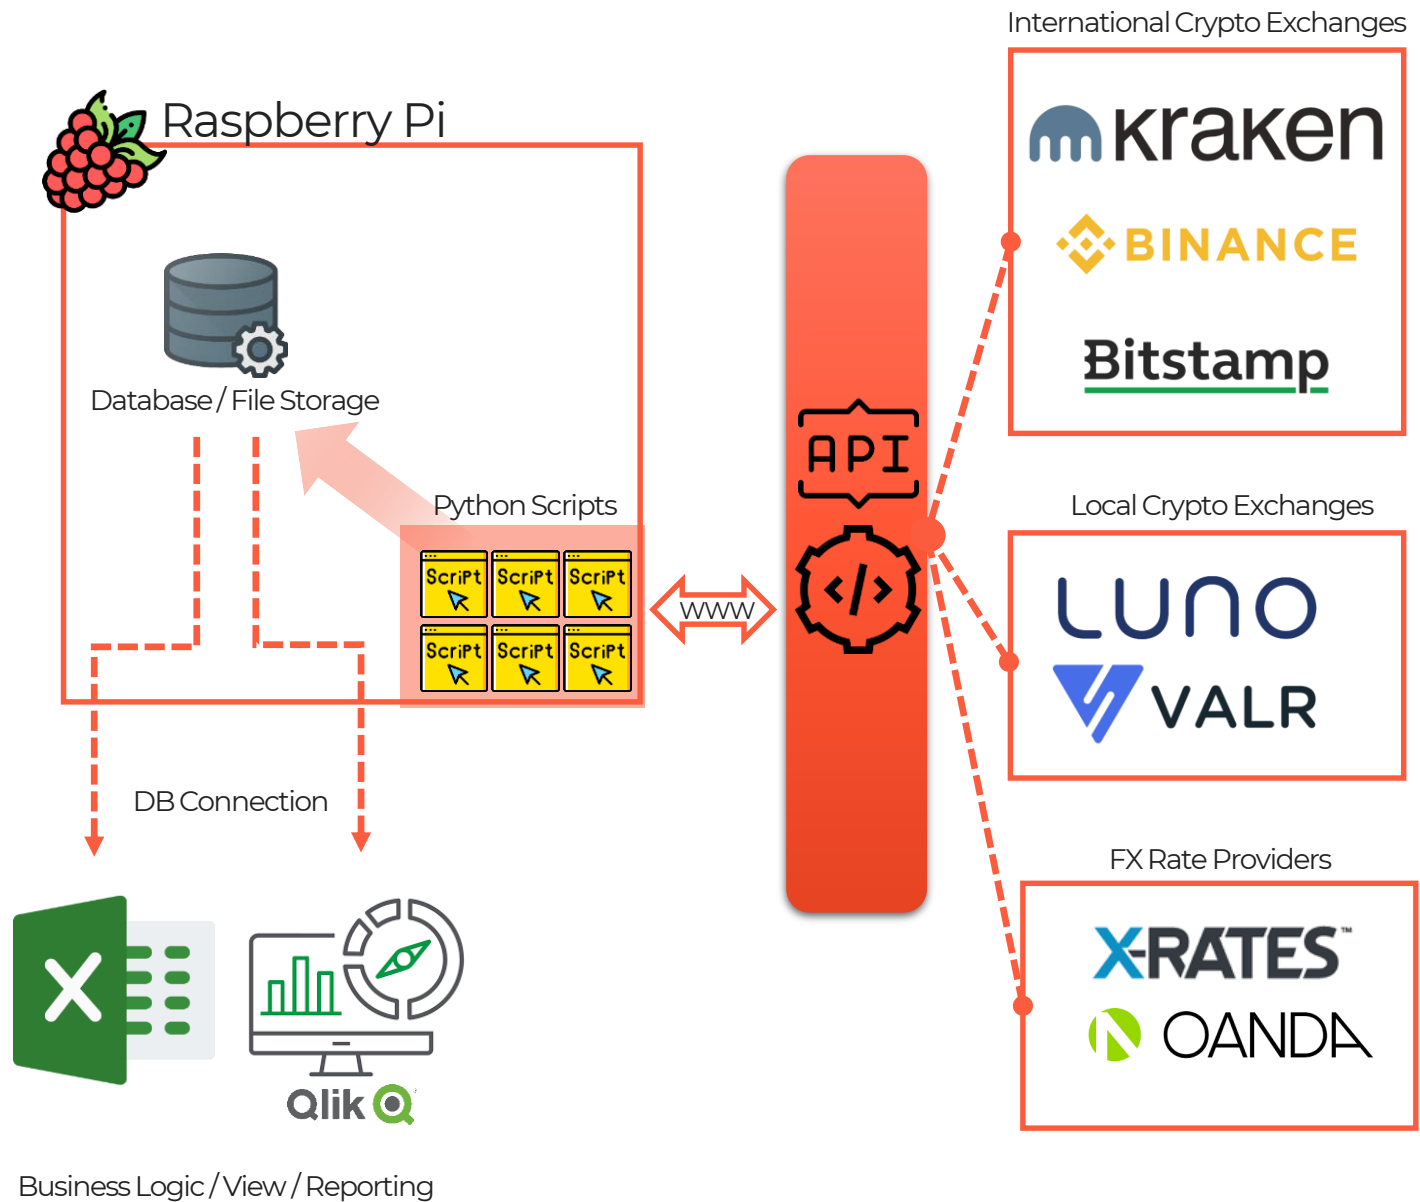 International Crypto Exchanges
Raspberry Pi
kraken
BINANCE
Bitstamp
Database / File Storage
API
Python Scripts
Script Script Script
Script Script Script
WWW
</>
Local Crypto Exchanges
LUNO
VALR
DB Connection
FX Rate Providers
X-RATES™
OANDA
X
Qlik Q
Business Logic / View / Reporting